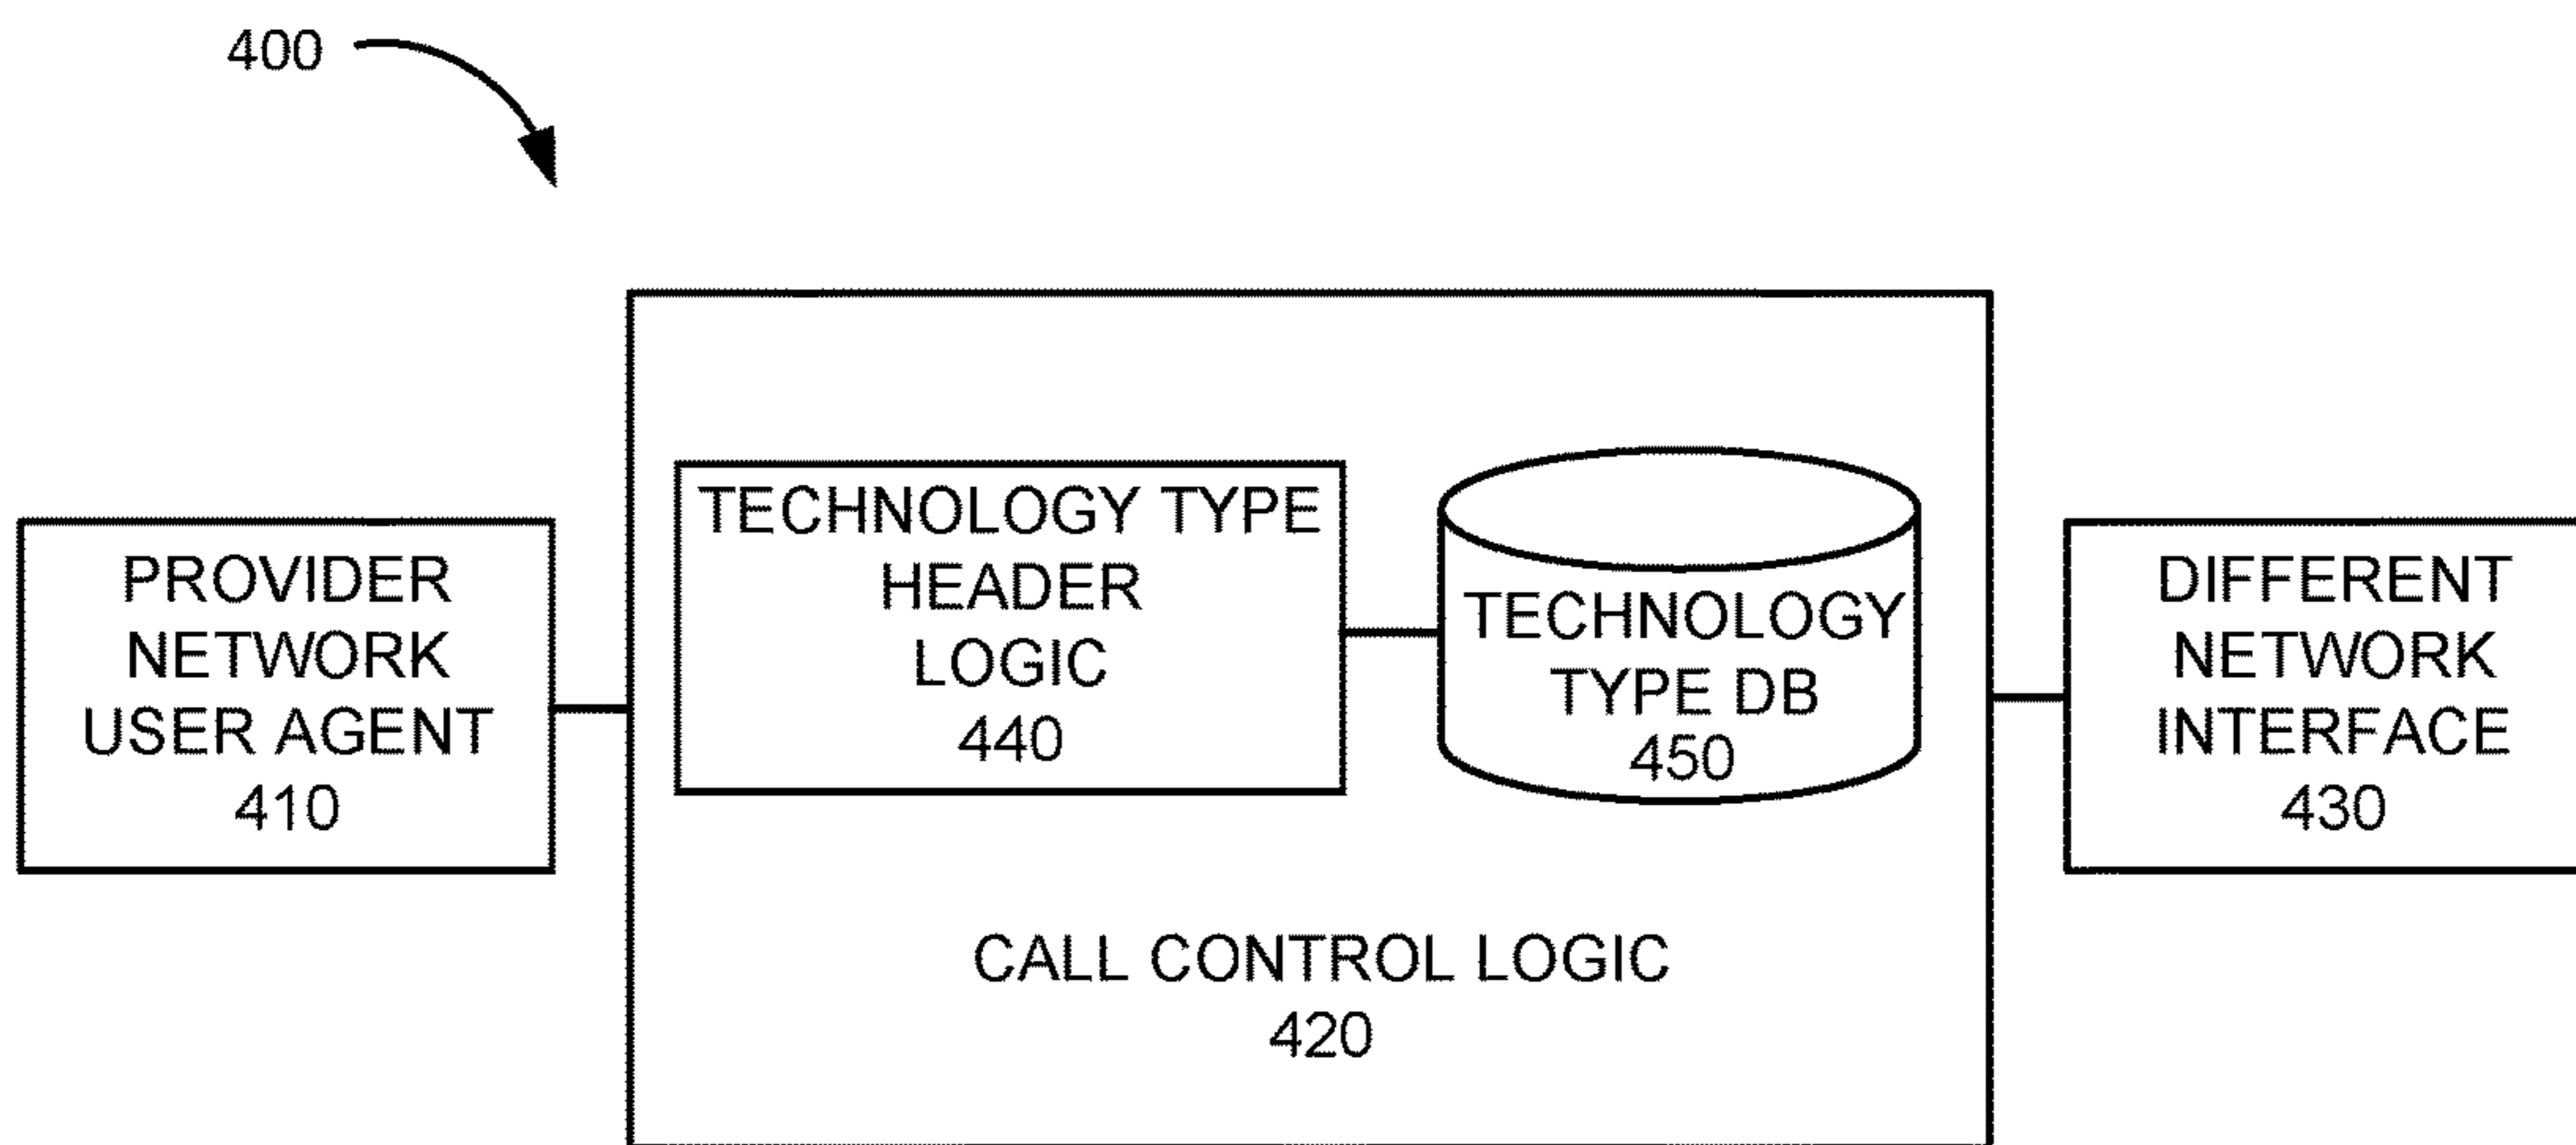 400
PROVIDER
NETWORK
USER AGENT
410
TECHNOLOGY TYPE
HEADER
LOGIC
440
TECHNOLOGY
TYPE DB
450
CALL CONTROL LOGIC
420
DIFFERENT
NETWORK
INTERFACE
430